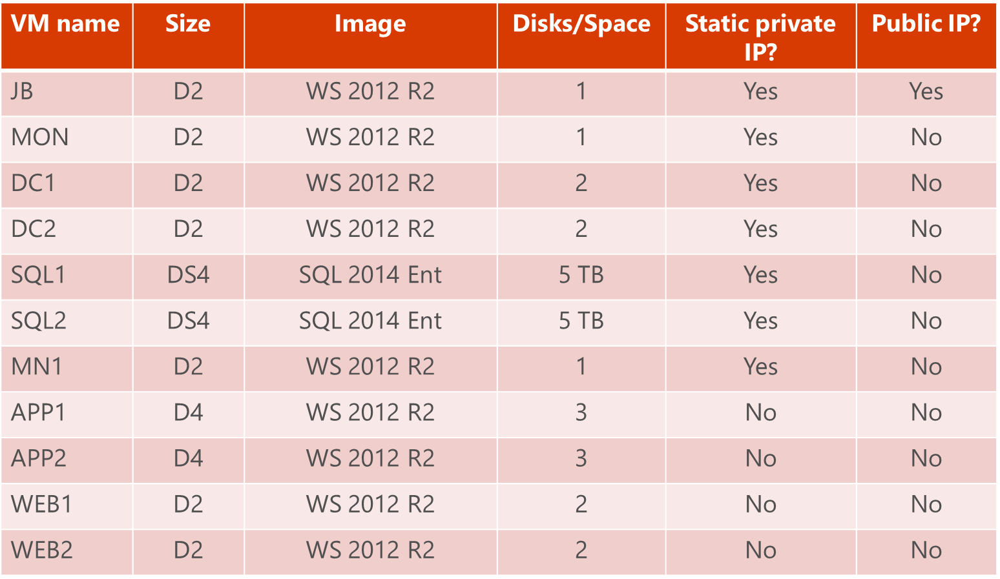 VM name Size Image Disks/Space Static private IP? Public IP?
JB D2 WS 2012 R2 1 Yes Yes
MON D2 WS 2012 R2 1 Yes No
DC1 D2 WS 2012 R2 2 Yes No
DC2 D2 WS 2012 R2 2 Yes No
SQL1 DS4 SQL 2014 Ent 5 TB Yes No
SQL2 DS4 SQL 2014 Ent 5 TB Yes No
MN1 D2 WS 2012 R2 1 Yes No
APP1 D4 WS 2012 R2 3 No No
APP2 D4 WS 2012 R2 3 No No
WEB1 D2 WS 2012 R2 2 No No
WEB2 D2 WS 2012 R2 2 No No